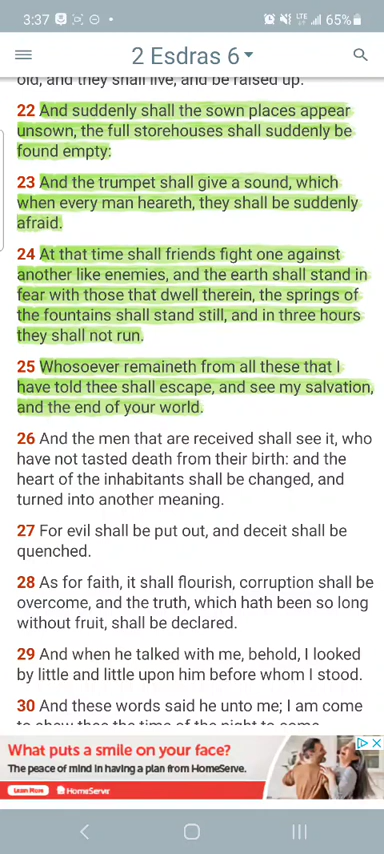 3:37
LTE
65%
2 Esdras 6
old, and they shall live, and be raised up.
22 And suddenly shall the sown places appear
unsown, the full storehouses shall suddenly be
found empty:
23 And the trumpet shall give a sound, which
when every man heareth, they shall be suddenly
afraid.
24 At that time shall friends fight one against
another like enemies, and the earth shall stand in
fear with those that dwell therein, the springs of
the fountains shall stand still, and in three hours
they shall not run.
25 Whosoever remaineth from all these that I
have told thee shall escape, and see my salvation,
and the end of your world.
26 And the men that are received shall see it, who
have not tasted death from their birth: and the
heart of the inhabitants shall be changed, and
turned into another meaning.
27 For evil shall be put out, and deceit shall be
quenched.
28 As for faith, it shall flourish, corruption shall be
overcome, and the truth, which hath been so long
without fruit, shall be declared.
29 And when he talked with me, behold, I looked
by little and little upon him before whom I stood.
30 And these words said he unto me; I am come
to shew thee the time of the night to come.
What puts a smile on your face?
The peace of mind in having a plan from HomeServe.
Learn More
HomeServe